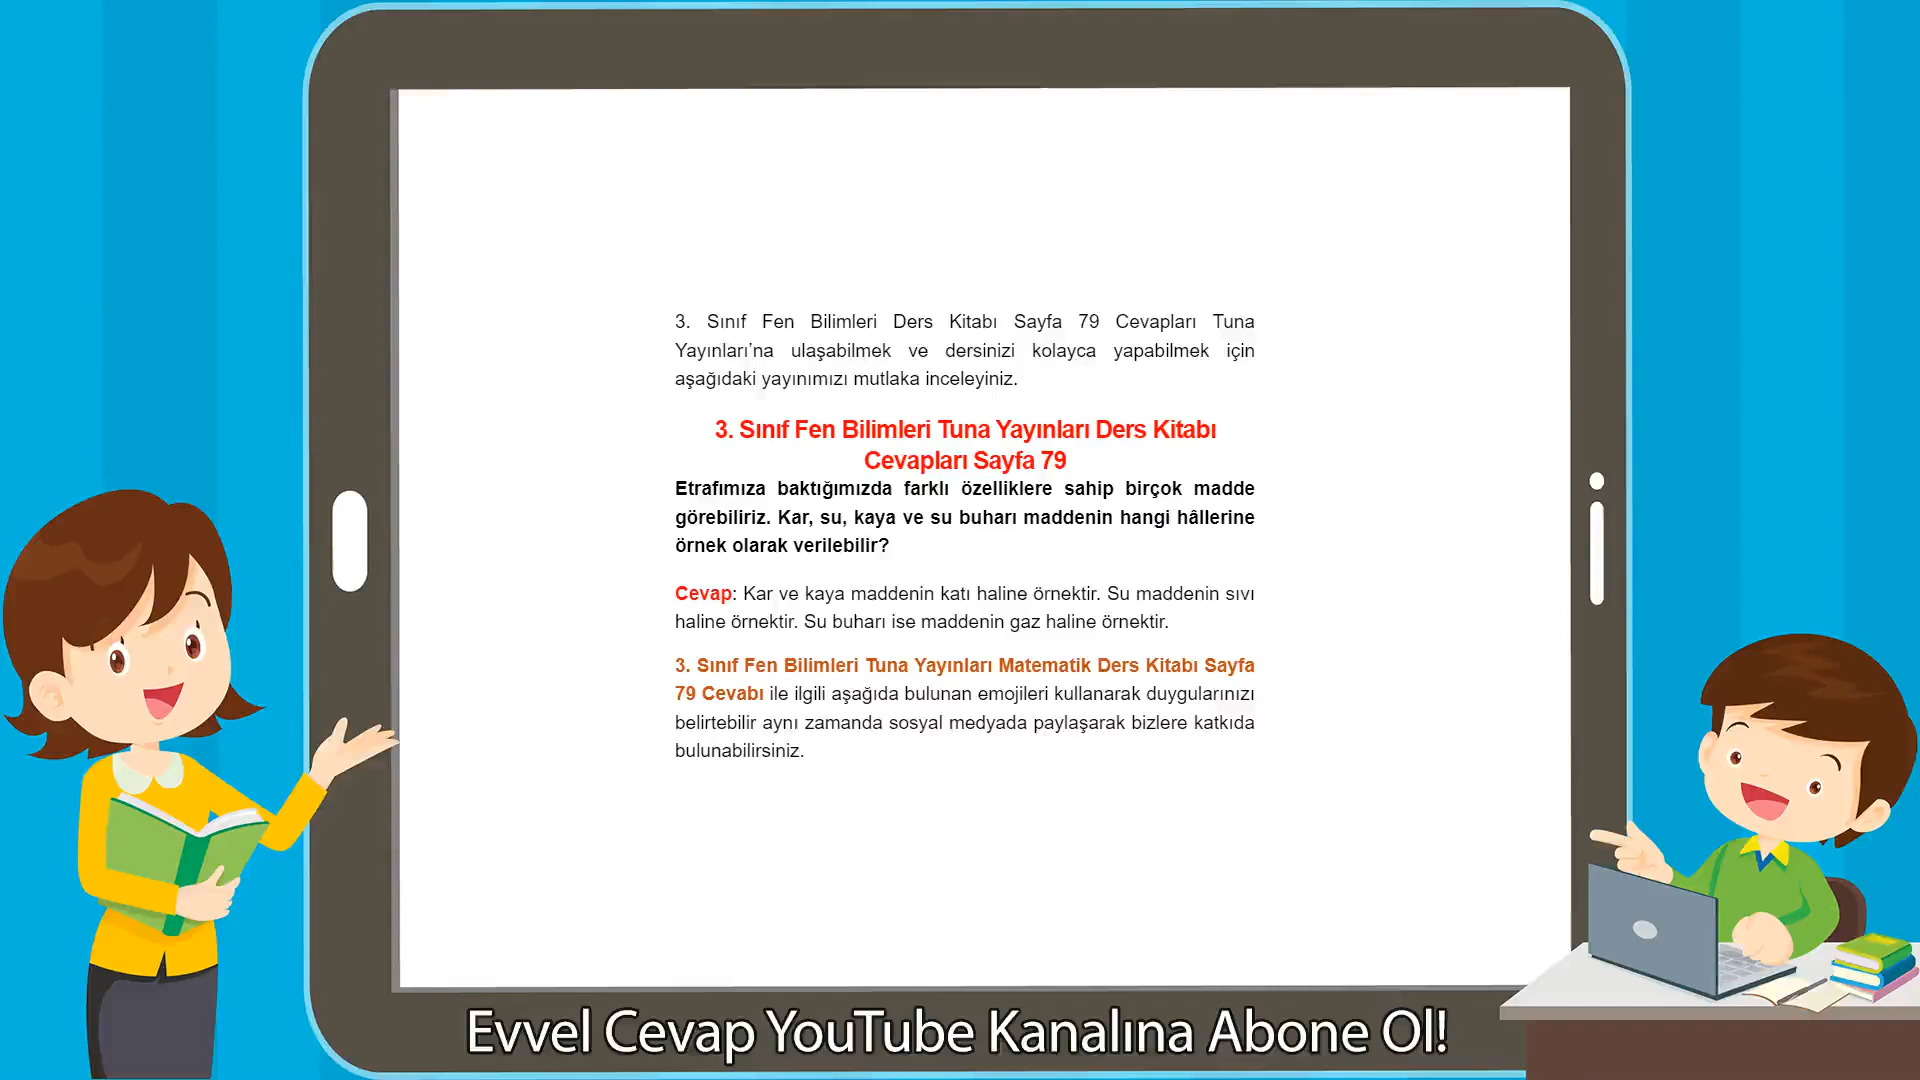 3. Sınıf Fen Bilimleri Ders Kitabı Sayfa 79 Cevapları Tuna
Yayınları’na ulaşabilmek ve dersinizi kolayca yapabilmek için
aşağıdaki yayınımızı mutlaka inceleyiniz.
3. Sınıf Fen Bilimleri Tuna Yayınları Ders Kitabı
Cevapları Sayfa 79
Etrafımıza baktığımızda farklı özelliklere sahip birçok madde
görebiliriz. Kar, su, kaya ve su buharı maddenin hangi hâllerine
örnek olarak verilebilir?
Cevap: Kar ve kaya maddenin katı haline örnektir. Su maddenin sıvı
haline örnektir. Su buharı ise maddenin gaz haline örnektir.
3. Sınıf Fen Bilimleri Tuna Yayınları Matematik Ders Kitabı Sayfa
79 Cevabı ile ilgili aşağıda bulunan emojileri kullanarak duygularınızı
belirtebilir aynı zamanda sosyal medyada paylaşarak bizlere katkıda
bulunabilirsiniz.
Evvel Cevap YouTube Kanalına Abone Ol!